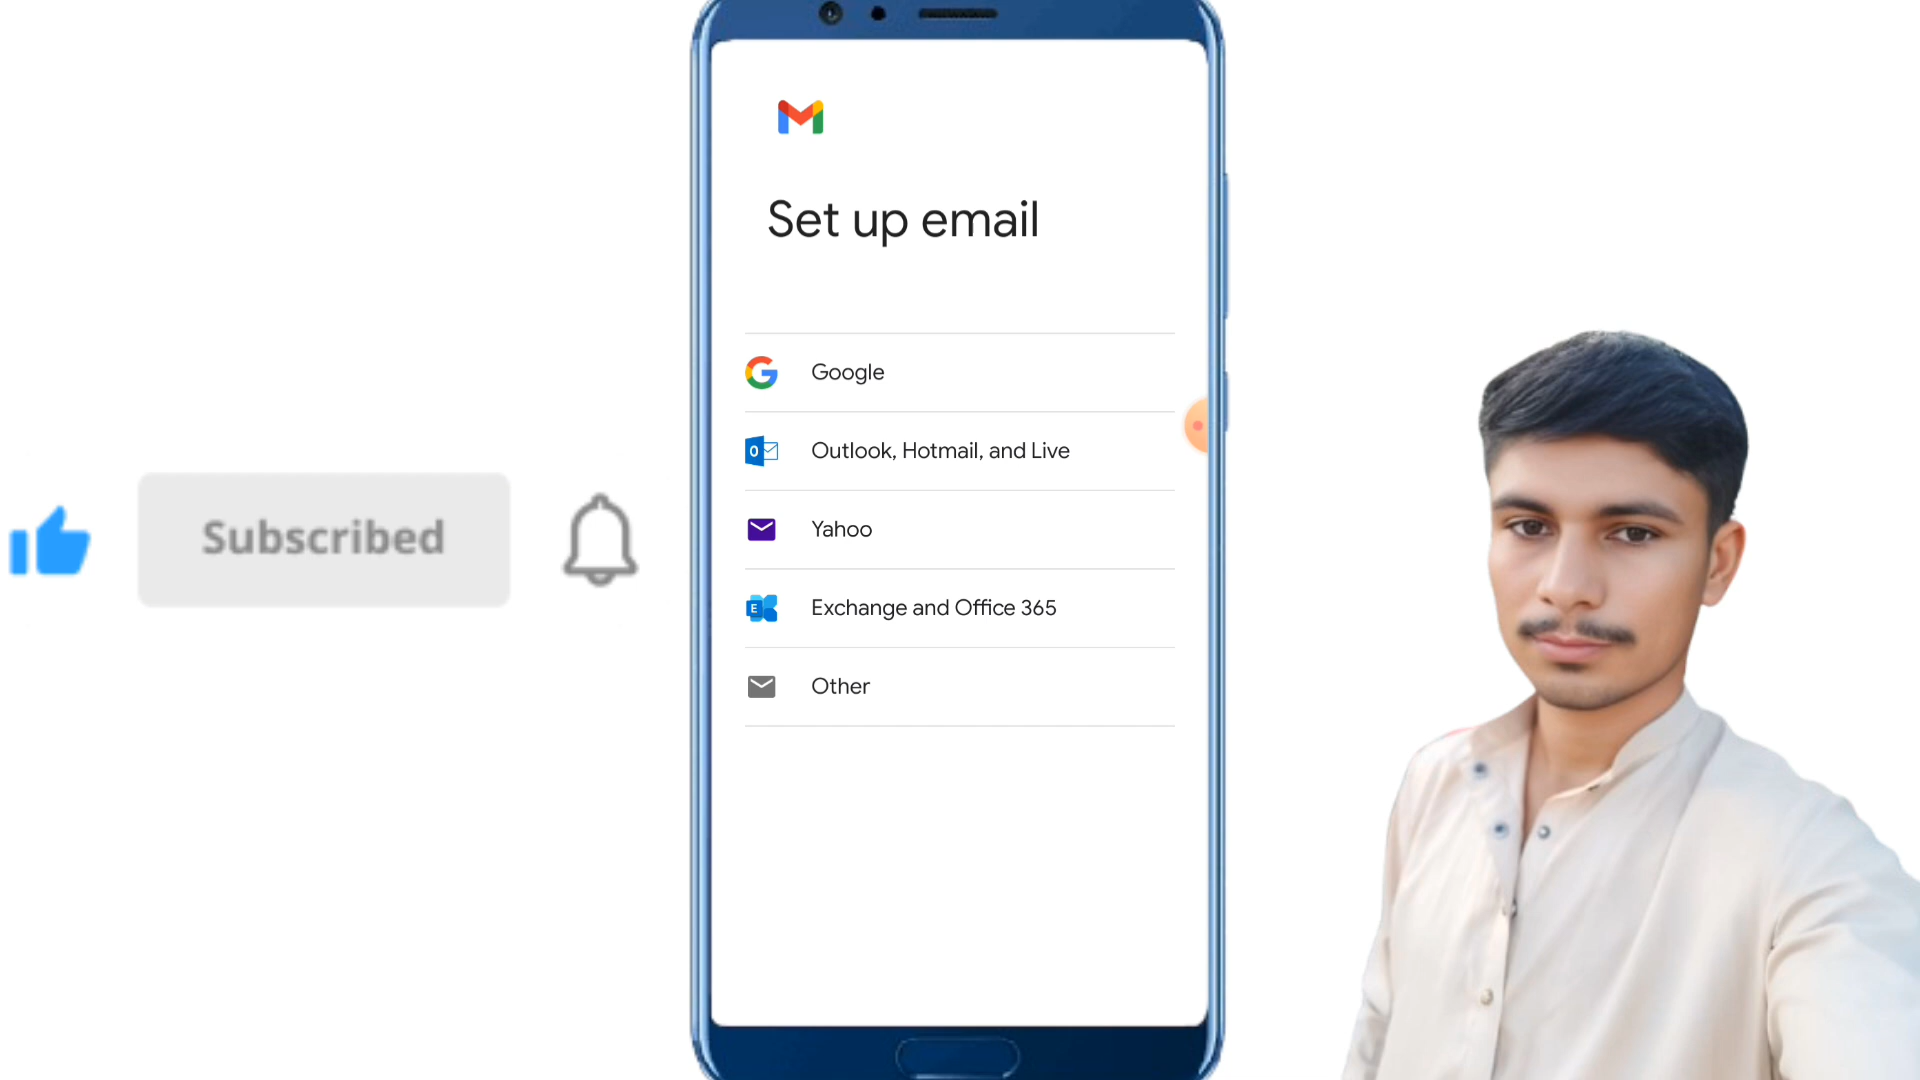 Set up email
Google
Outlook, Hotmail, and Live
Yahoo
Exchange and Office 365
Other
Subscribed